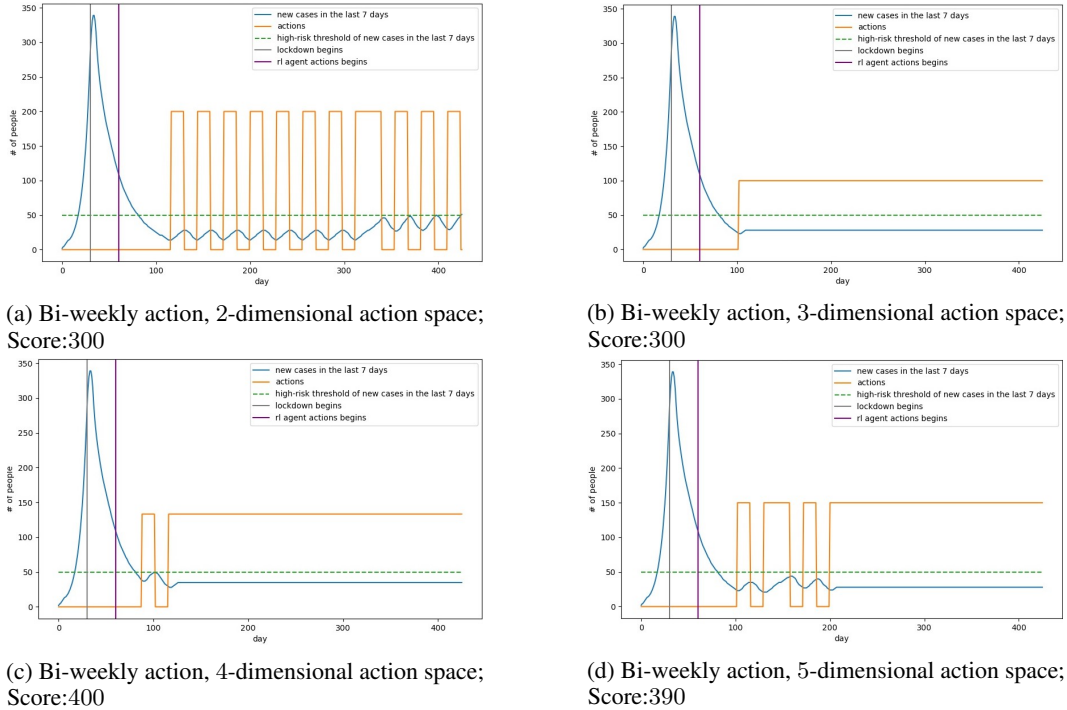 350
300
250
200
150
100
50
0
# of people
0 100 200 300 400
day
new cases in the last 7 days
actions
high-risk threshold of new cases in the last 7 days
lockdown begins
rl agent actions begins
(a) Bi-weekly action, 2-dimensional action space;
Score:300
350
300
250
200
150
100
50
0
# of people
0 100 200 300 400
day
new cases in the last 7 days
actions
high-risk threshold of new cases in the last 7 days
lockdown begins
rl agent actions begins
(b) Bi-weekly action, 3-dimensional action space;
Score:300
350
300
250
200
150
100
50
0
# of people
0 100 200 300 400
day
new cases in the last 7 days
actions
high-risk threshold of new cases in the last 7 days
lockdown begins
rl agent actions begins
(c) Bi-weekly action, 4-dimensional action space;
Score:400
350
300
250
200
150
100
50
0
# of people
0 100 200 300 400
day
new cases in the last 7 days
actions
high-risk threshold of new cases in the last 7 days
lockdown begins
rl agent actions begins
(d) Bi-weekly action, 5-dimensional action space;
Score:390